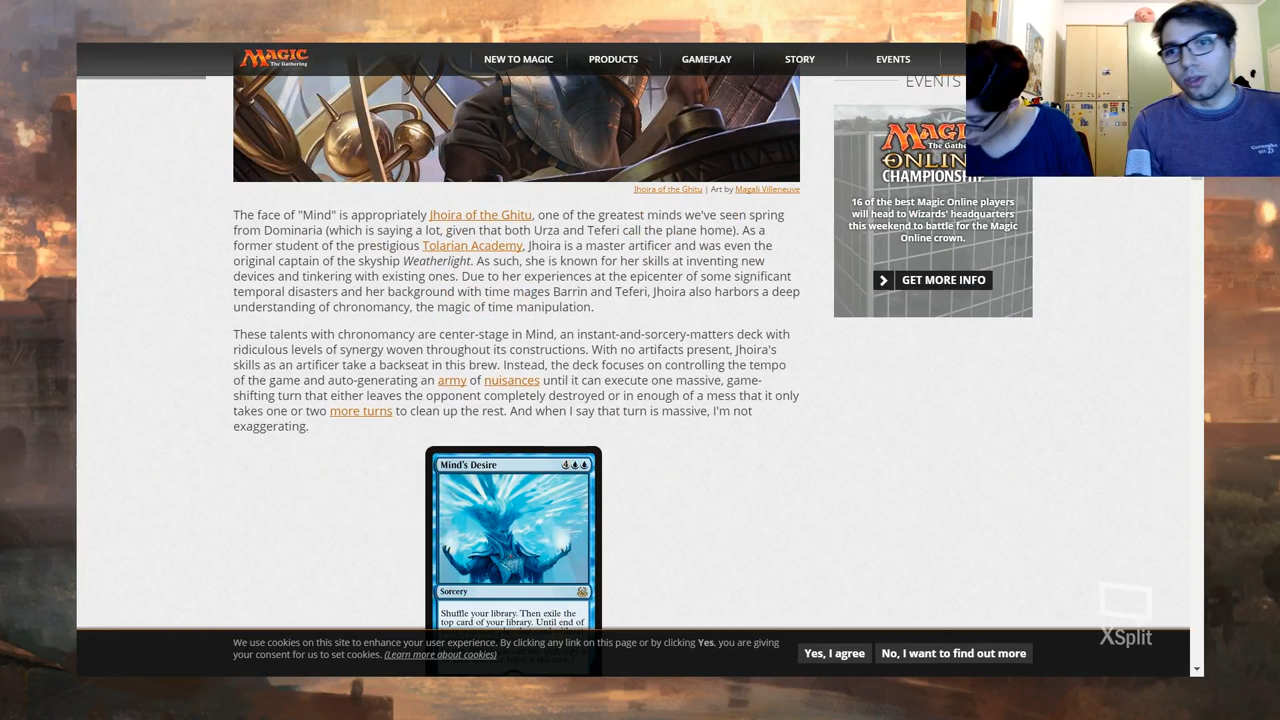 MAGIC
The Gathering
NEW TO MAGIC
PRODUCTS
GAMEPLAY
STORY
EVENTS
Jhoira of the Ghitu | Art by Magali Villeneuve
The face of "Mind" is appropriately Jhoira of the Ghitu, one of the greatest minds we've seen spring
from Dominaria (which is saying a lot, given that both Urza and Teferi call the plane home). As a
former student of the prestigious Tolarian Academy, Jhoira is a master artificer and was even the
original captain of the skyship Weatherlight. As such, she is known for her skills at inventing new
devices and tinkering with existing ones. Due to her experiences at the epicenter of some significant
temporal disasters and her background with time mages Barrin and Teferi, Jhoira also harbors a deep
understanding of chronomancy, the magic of time manipulation.
These talents with chronomancy are center-stage in Mind, an instant-and-sorcery-matters deck with
ridiculous levels of synergy woven throughout its constructions. With no artifacts present, Jhoira's
skills as an artificer take a backseat in this brew. Instead, the deck focuses on controlling the tempo
of the game and auto-generating an army of nuisances until it can execute one massive, game-
shifting turn that either leaves the opponent completely destroyed or in enough of a mess that it only
takes one or two more turns to clean up the rest. And when I say that turn is massive, I'm not
exaggerating.
Mind's Desire 4
Sorcery
Shuffle your library. Then exile the
top card of your library. Until end of
EVENTS
MAGI
The Gathe
ONLINE
CHAMPIONSHIP
16 of the best Magic Online players
will head to Wizards' headquarters
this weekend to battle for the Magic
Online crown.
GET MORE INFO
We use cookies on this site to enhance your user experience. By clicking any link on this page or by clicking Yes, you are giving
your consent for us to set cookies. (Learn more about cookies)
Yes, I agree
No, I want to find out more
XSplit